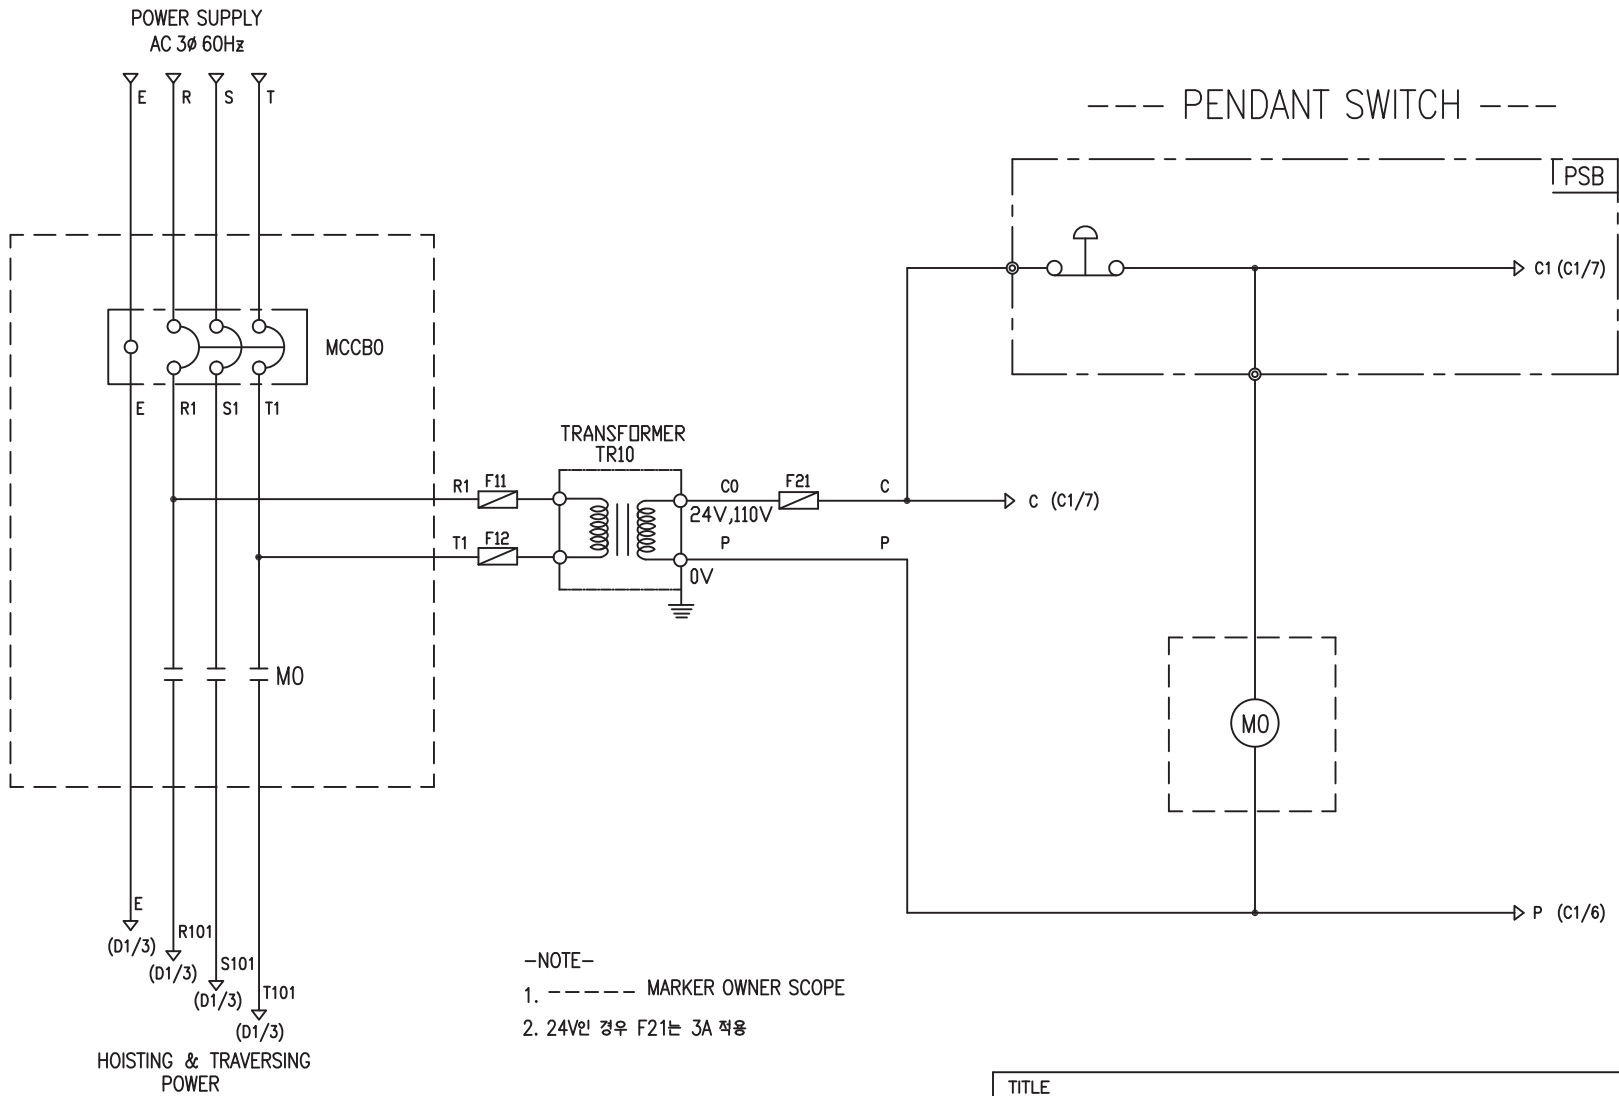 POWER SUPPLY
AC 3ø 60Hz
E R S T
--- PENDANT SWITCH ---
PSB
C1 (C1/7)
MCCB0
E R1 S1 T1
TRANSFORMER
TR10
R1 F11
C0 F21 C
C (C1/7)
24V,110V
T1 F12
P P
0V
M0
M0
E
(D1/3)
R101
(D1/3)
S101
(D1/3)
T101
(D1/3)
HOISTING & TRAVERSING
POWER
P (C1/6)
-NOTE-
1. ------ MARKER OWNER SCOPE
2. 24V인 경우 F21는 3A 적용
TITLE